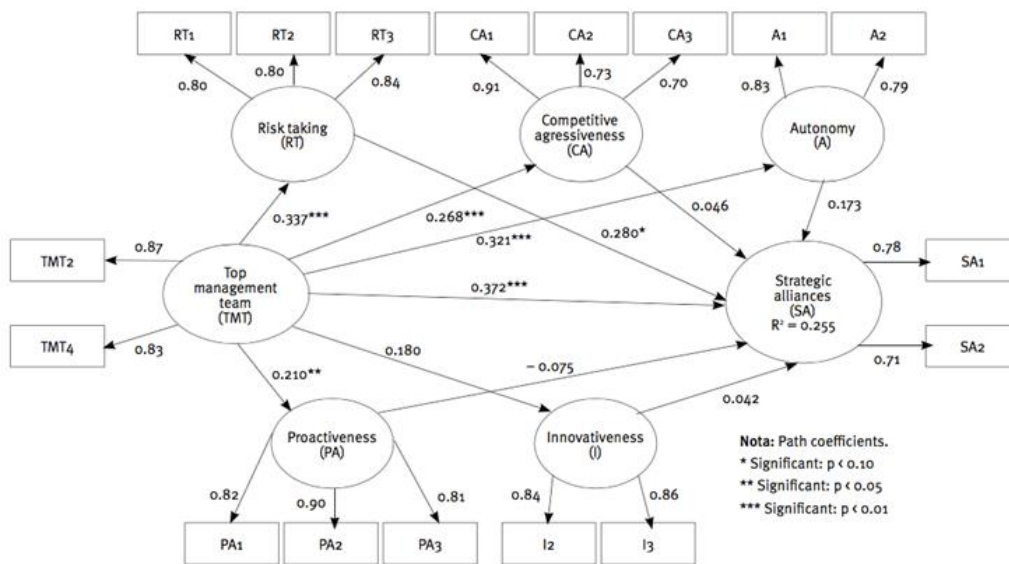 RT1
RT2
RT3
CA1
CA2
CA3
A1
A2
0.80
0.80
0.84
0.91
0.73
0.70
0.83
0.79
Risk taking
(RT)
Competitive
agressiveness
(CA)
Autonomy
(A)
0.337***
0.268***
0.321***
0.280*
0.046
0.173
TMT2
0.87
Top
management
team
(TMT)
0.372***
Strategic
alliances
(SA)
R² = 0.255
0.78
SA1
TMT4
0.83
0.71
SA2
0.210**
0.180
– 0.075
0.042
Proactiveness
(PA)
Innovativeness
(I)
0.82
0.90
0.81
0.84
0.86
PA1
PA2
PA3
I2
I3
Nota: Path coefficients.
* Significant: p < 0.10
** Significant: p < 0.05
*** Significant: p < 0.01